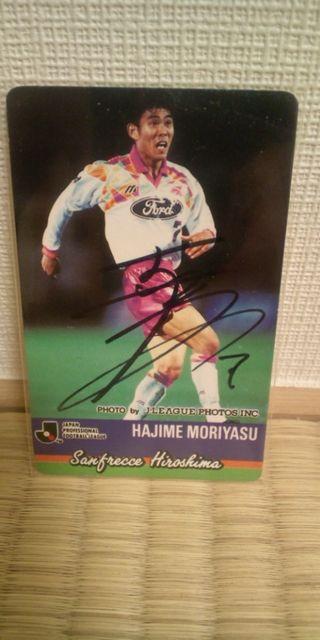 Ford
PHOTO by J.LEAGUE PHOTOS INC
JAPAN
PROFESSIONAL
FOOTBALL LEAGUE
HAJIME MORIYASU
Sanfrecce Hiroshima